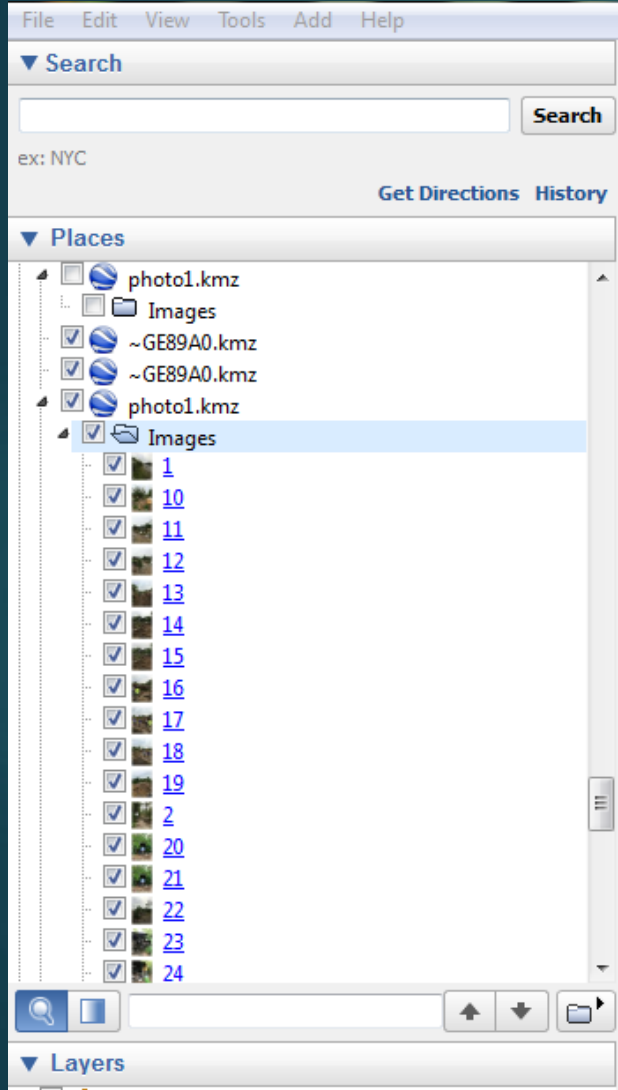 File Edit View Tools Add Help
Search
Search
ex: NYC
Get Directions History
Places
photo1.kmz
Images
~GE89A0.kmz
~GE89A0.kmz
photo1.kmz
Images
1
10
11
12
13
14
15
16
17
18
19
2
20
21
22
23
24
Layers